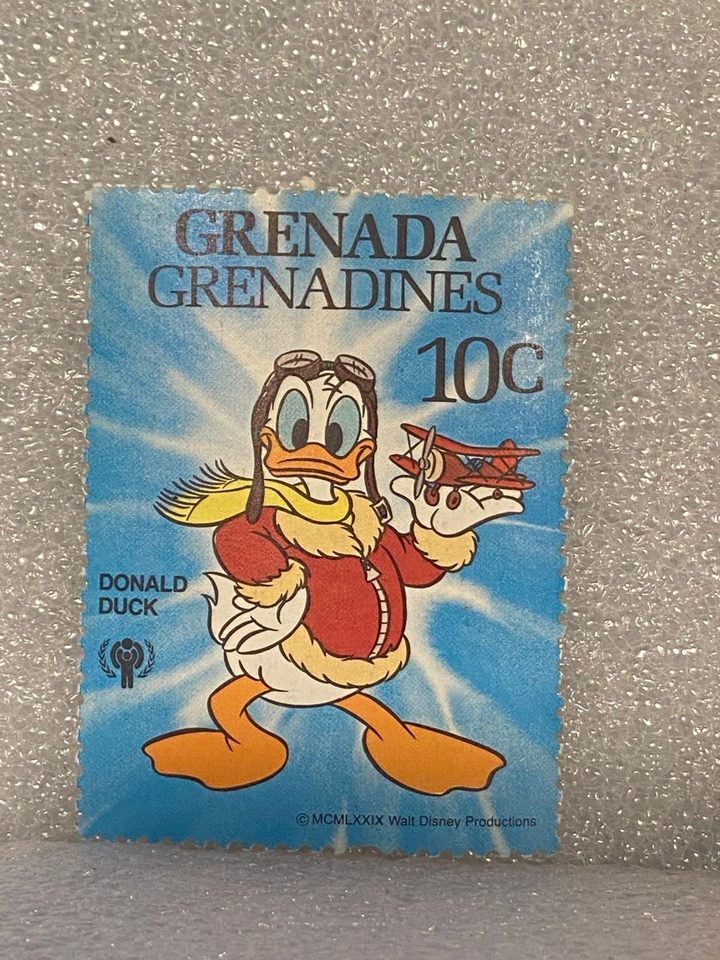 GRENADA
GRENADINES
10C
DONALD
DUCK
© MCMLXXIX Walt Disney Productions